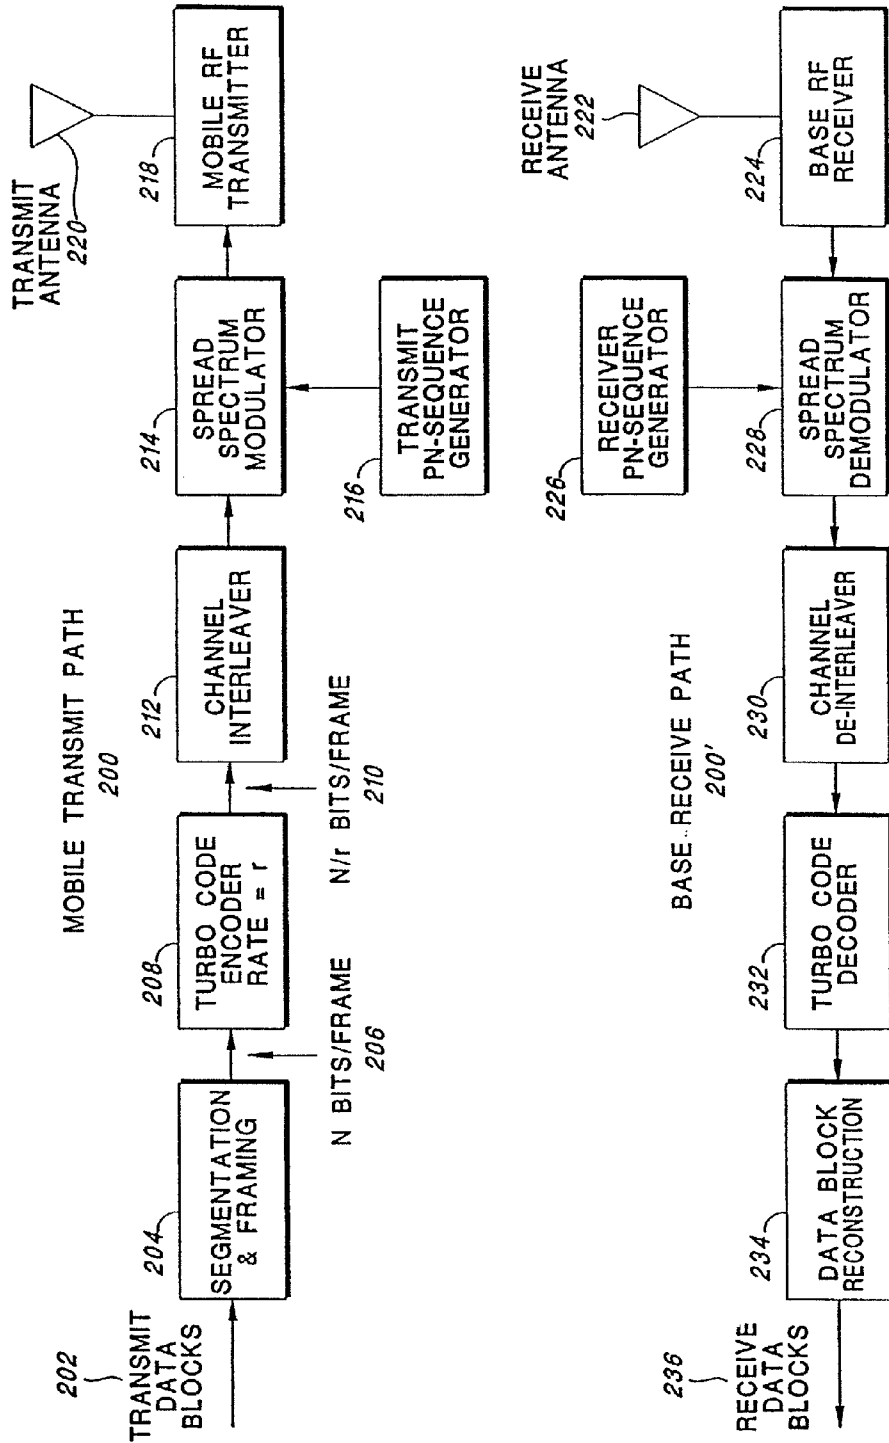 MOBILE TRANSMIT PATH
200
202
TRANSMIT
DATA
BLOCKS
204
SEGMENTATION
& FRAMING
N BITS/FRAME
206
208
TURBO CODE
ENCODER
RATE = r
N/r BITS/FRAME
210
212
CHANNEL
INTERLEAVER
214
SPREAD
SPECTRUM
MODULATOR
216
TRANSMIT
PN-SEQUENCE
GENERATOR
218
MOBILE RF
TRANSMITTER
TRANSMIT
ANTENNA
220
BASE RECEIVE PATH
200'
RECEIVE
ANTENNA
222
224
BASE RF
RECEIVER
226
RECEIVER
PN-SEQUENCE
GENERATOR
228
SPREAD
SPECTRUM
DEMODULATOR
230
CHANNEL
DE-INTERLEAVER
232
TURBO CODE
DECODER
234
DATA BLOCK
RECONSTRUCTION
236
RECEIVE
DATA
BLOCKS